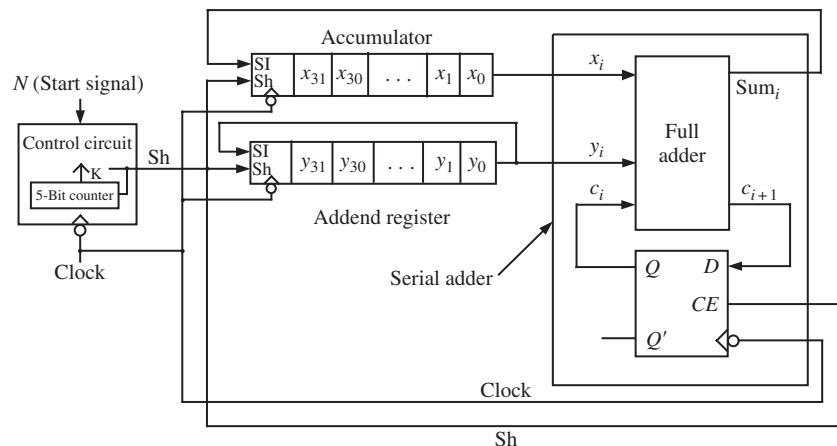 Accumulator
SI
Sh
x31 x30 . . . x1 x0
xi
Sumi
N (Start signal)
Control circuit
K
5-Bit counter
Sh
Clock
SI
Sh
y31 y30 . . . y1 y0
yi
Full
adder
Addend register
ci
ci+1
Serial adder
Q
D
CE
Q′
Clock
Sh